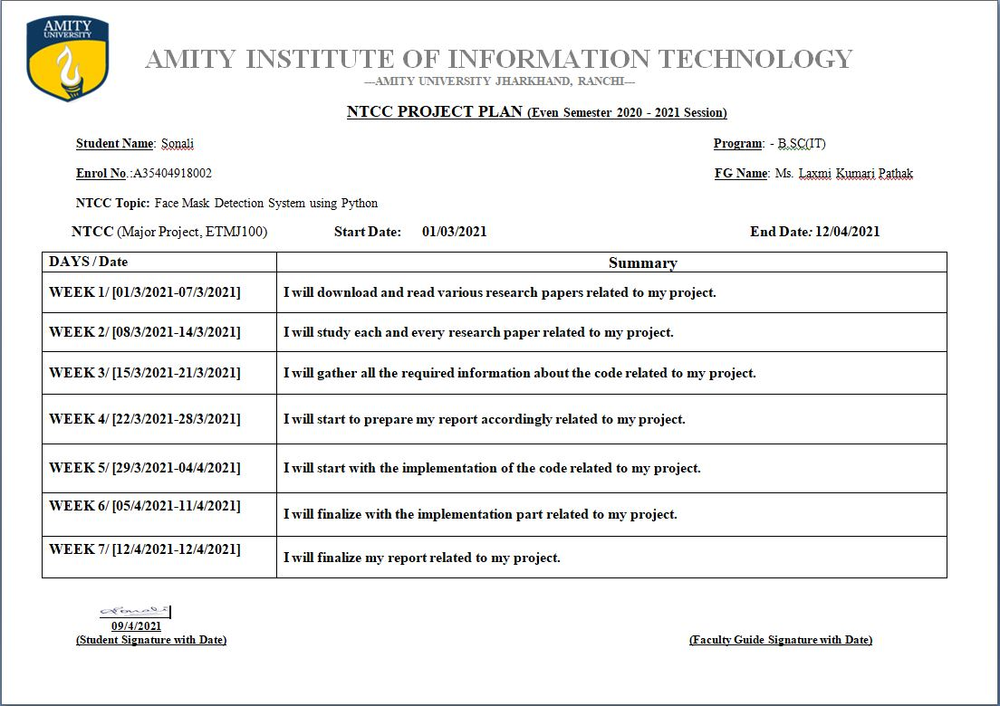 AMITY
UNIVERSITY
AMITY INSTITUTE OF INFORMATION TECHNOLOGY
---AMITY UNIVERSITY JHARKHAND, RANCHI---
NTCC PROJECT PLAN (Even Semester 2020 - 2021 Session)
Student Name: Sonali Program: - B.SC(IT)
Enrol No.:A35404918002 FG Name: Ms. Laxmi Kumari Pathak
NTCC Topic: Face Mask Detection System using Python
NTCC (Major Project, ETMJ100) Start Date: 01/03/2021 End Date: 12/04/2021
DAYS / Date Summary
WEEK 1/ [01/3/2021-07/3/2021] I will download and read various research papers related to my project.
WEEK 2/ [08/3/2021-14/3/2021] I will study each and every research paper related to my project.
WEEK 3/ [15/3/2021-21/3/2021] I will gather all the required information about the code related to my project.
WEEK 4/ [22/3/2021-28/3/2021] I will start to prepare my report accordingly related to my project.
WEEK 5/ [29/3/2021-04/4/2021] I will start with the implementation of the code related to my project.
WEEK 6/ [05/4/2021-11/4/2021] I will finalize with the implementation part related to my project.
WEEK 7/ [12/4/2021-12/4/2021] I will finalize my report related to my project.
Sonali
09/4/2021
(Student Signature with Date) (Faculty Guide Signature with Date)